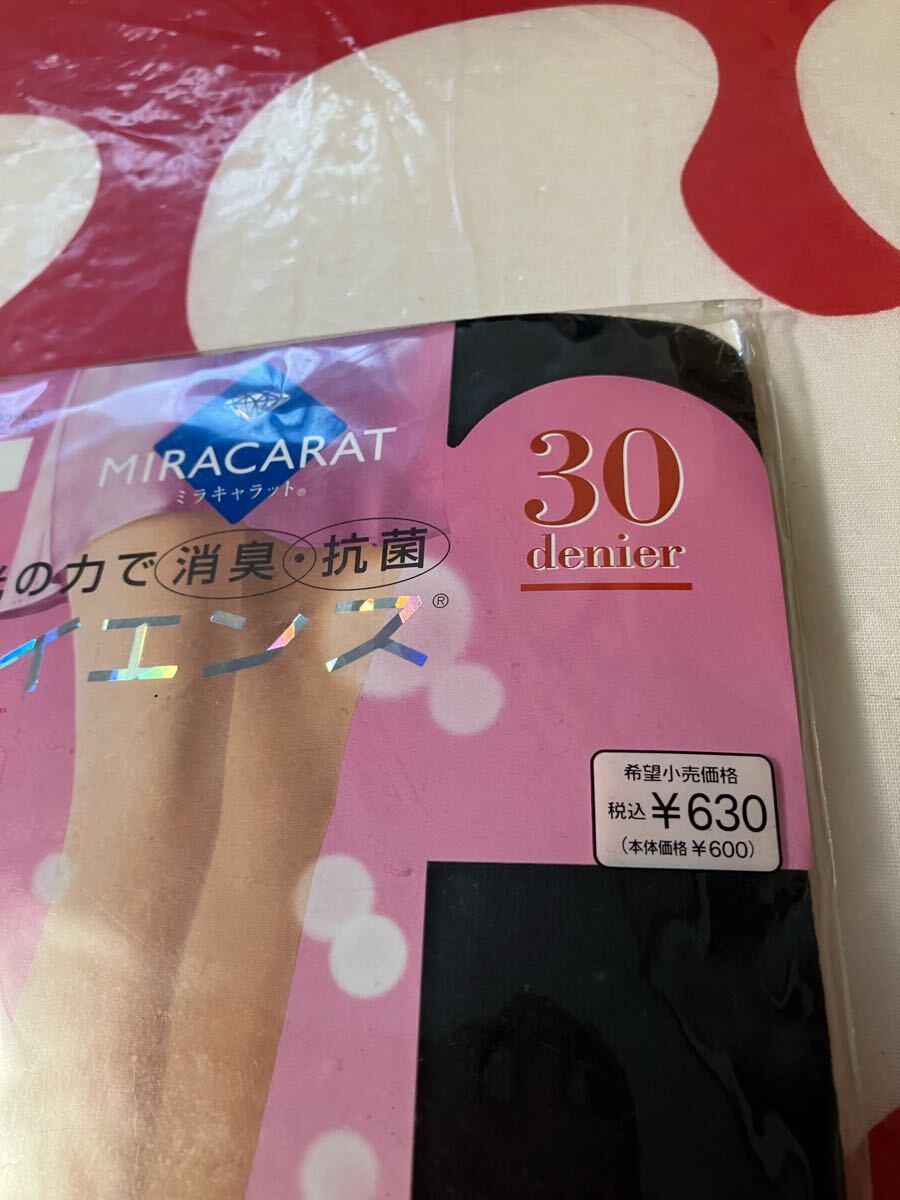 MIRACARAT
ミラキャラット®
の力で消臭・抗菌
イエンス®
30
denier
希望小売価格
税込 ¥630
(本体価格 ¥600)